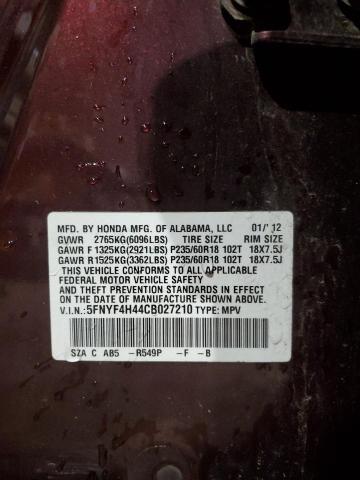 MFD. BY HONDA MFG. OF ALABAMA, LLC 01/12
GVWR 2765KG(6096LBS) TIRE SIZE RIM SIZE
GAWR F 1325KG(2921LBS) P235/60R18 102T 18X7.5J
GAWR R1525KG(3362LBS) P235/60R18 102T 18X7.5J
THIS VEHICLE CONFORMS TO ALL APPLICABLE
FEDERAL MOTOR VEHICLE SAFETY
AND THEFT PREVENTION STANDARDS IN EFFECT ON
THE DATE OF MANUFACTURE SHOWN ABOVE.
V.I.N.:5FNYF4H44CB027210 TYPE: MPV
SZA C AB5 -R549P -F -B